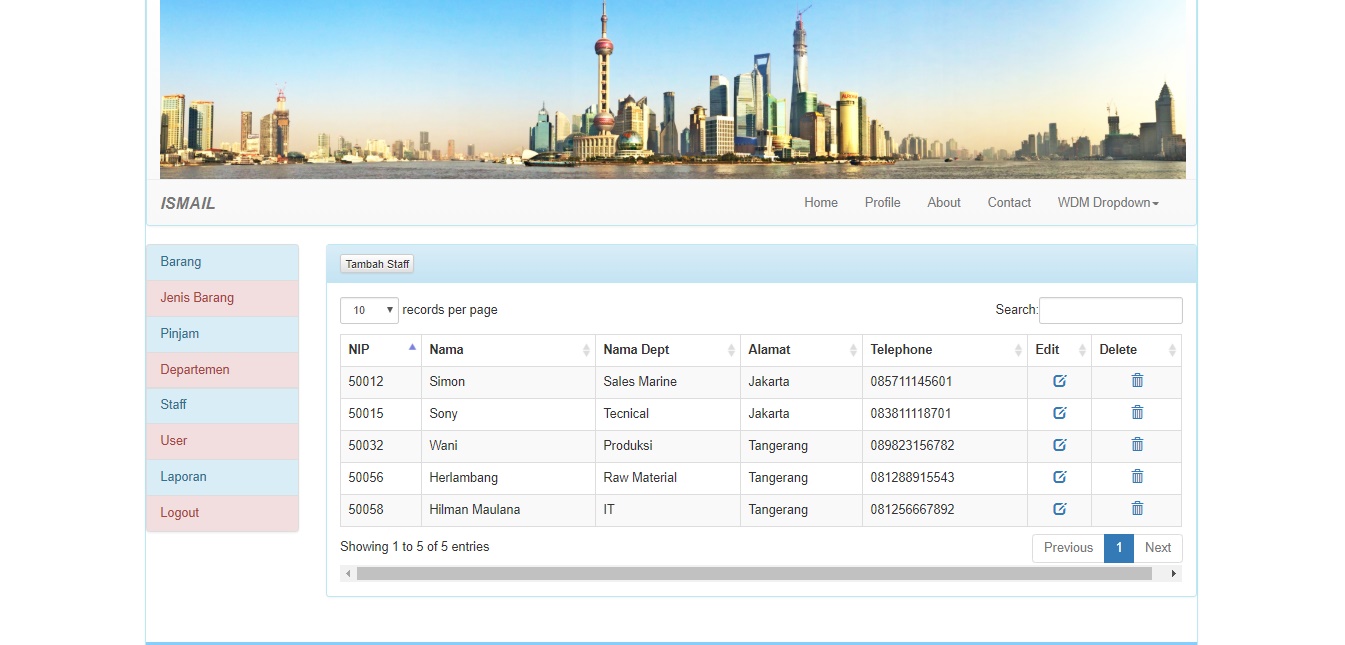 ISMAIL Home Profile About Contact WDM Dropdown
Barang
Jenis Barang
Pinjam
Departemen
Staff
User
Laporan
Logout
Tambah Staff
10 records per page Search:
NIP Nama Nama Dept Alamat Telephone Edit Delete
50012 Simon Sales Marine Jakarta 085711145601
50015 Sony Tecnical Jakarta 083811118701
50032 Wani Produksi Tangerang 089823156782
50056 Herlambang Raw Material Tangerang 081288915543
50058 Hilman Maulana IT Tangerang 081256667892
Showing 1 to 5 of 5 entries Previous 1 Next